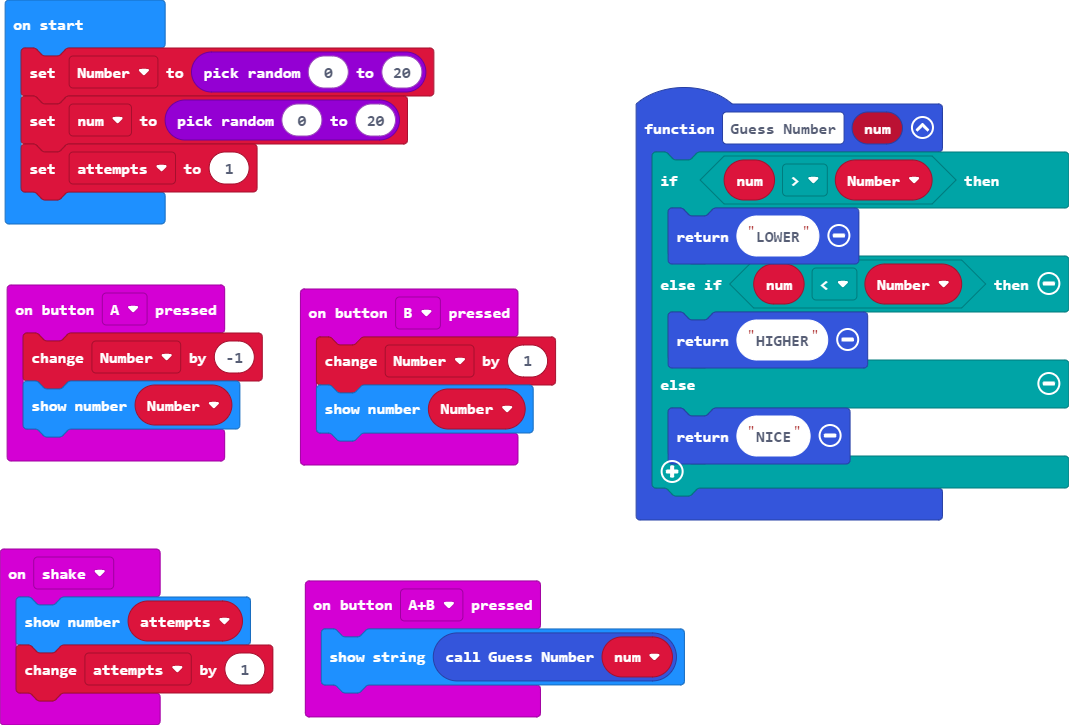 on start
set Number to pick random 0 to 20
set num to pick random 0 to 20
set attempts to 1
on button A pressed
change Number by -1
show number Number
on button B pressed
change Number by 1
show number Number
on shake
show number attempts
change attempts by 1
on button A+B pressed
show string call Guess Number num
function Guess Number num
if num > Number then
return "LOWER"
else if num < Number then
return "HIGHER"
else
return "NICE"